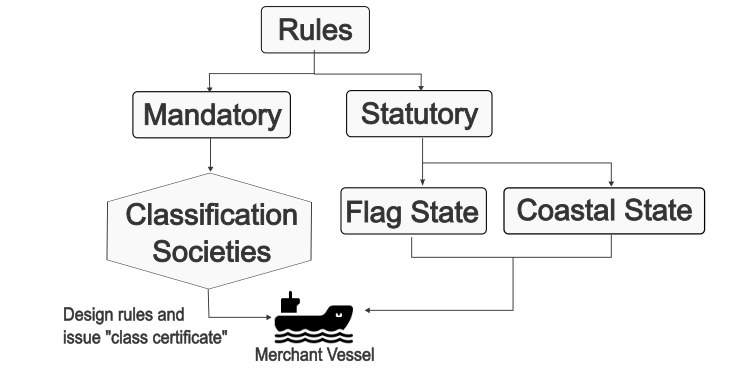 Rules
Mandatory
Statutory
Classification
Societies
Flag State
Coastal State
Design rules and
issue "class certificate"
Merchant Vessel